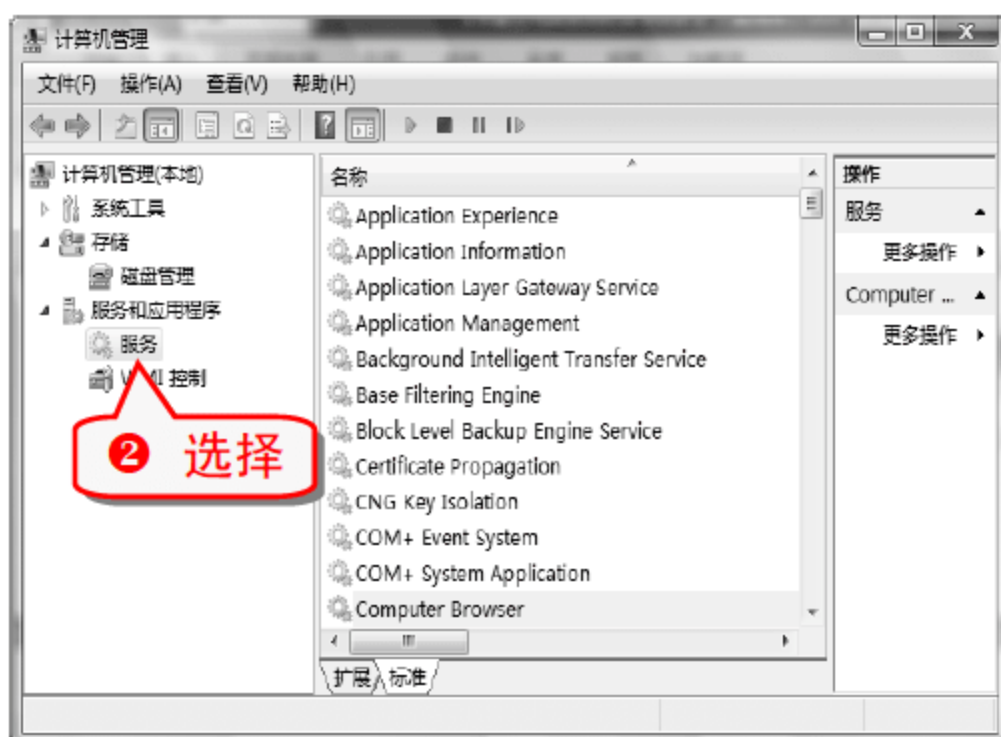 计算机管理
文件(F) 操作(A) 查看(V) 帮助(H)
计算机管理(本地)
系统工具
存储
磁盘管理
服务和应用程序
服务
WMI 控制
❷ 选择
名称
Application Experience
Application Information
Application Layer Gateway Service
Application Management
Background Intelligent Transfer Service
Base Filtering Engine
Block Level Backup Engine Service
Certificate Propagation
CNG Key Isolation
COM+ Event System
COM+ System Application
Computer Browser
扩展 标准
操作
服务
更多操作
Computer ...
更多操作